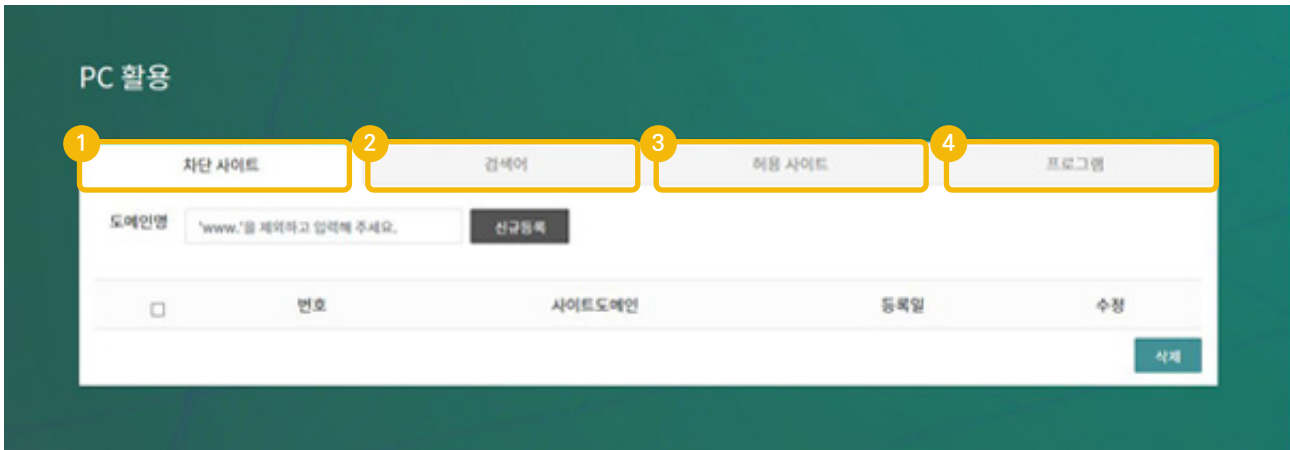 PC 활용
1 2 3 4
차단 사이트 검색어 허용 사이트 프로그램
도메인명 'www.'을 제외하고 입력해 주세요. 신규등록
번호 사이트도메인 등록일 수정
삭제